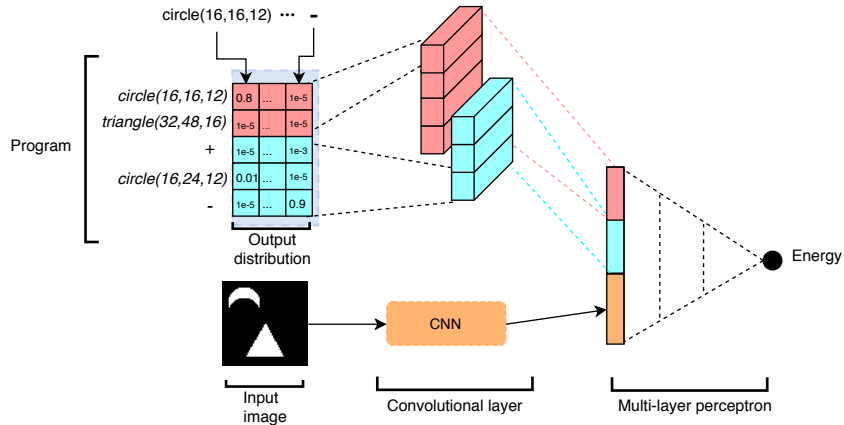 circle(16,16,12) ··· -
circle(16,16,12) 0.8 ... 1e-5
triangle(32,48,16) 1e-5 ... 1e-5
Program
+ 1e-5 ... 1e-3
circle(16,24,12) 0.01 ... 1e-5
- 1e-5 ... 0.9
Output
distribution
Energy
CNN
Input
image
Convolutional layer
Multi-layer perceptron